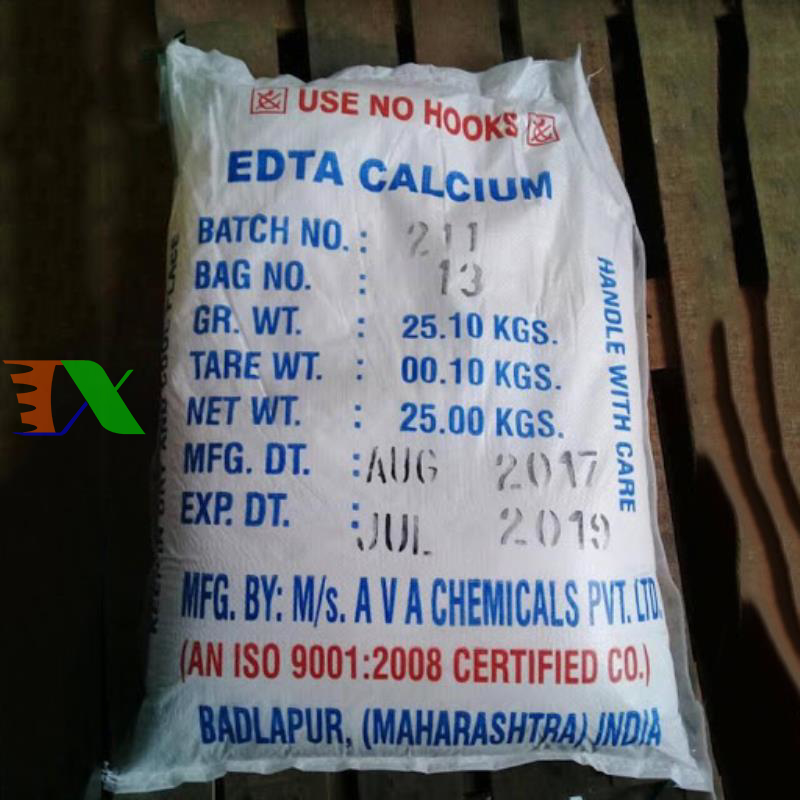 USE NO HOOKS
EDTA CALCIUM
BATCH NO. : 211
BAG NO. : 13
GR. WT. : 25.10 KGS.
TARE WT. : 00.10 KGS.
NET WT. : 25.00 KGS.
MFG. DT. : AUG 2017
EXP. DT. : JUL 2019
MFG. BY: M/s. A V A CHEMICALS PVT. LTD.
(AN ISO 9001:2008 CERTIFIED CO.)
BADLAPUR, (MAHARASHTRA) INDIA
HANDLE WITH CARE
DRY AND
X